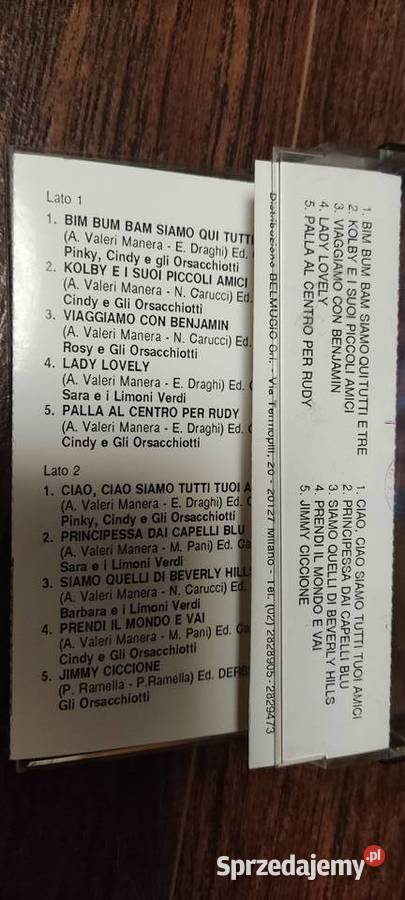 Lato 1
1. BIM BUM BAM SIAMO QUI TUTTI
(A. Valeri Manera - E. Draghi) Ed.
Pinky, Cindy e gli Orsacchiotti
2. KOLBY E I SUOI PICCOLI AMICI
(A. Valeri Manera - N. Carucci) Ed.
Cindy e Gli Orsacchiotti
3. VIAGGIAMO CON BENJAMIN
(A. Valeri Manera - N. Carucci) Ed.
Rosy e Gli Orsacchiotti
4. LADY LOVELY
(A. Valeri Manera - E. Draghi) Ed.
Sara e i Limoni Verdi
5. PALLA AL CENTRO PER RUDY
(A. Valeri Manera - E. Draghi) Ed.
Cindy e Gli Orsacchiotti
Lato 2
1. CIAO, CIAO SIAMO TUTTI TUOI A
(A. Valeri Manera - E. Draghi) Ed.
Pinky, Cindy e gli Orsacchiotti
2. PRINCIPESSA DAI CAPELLI BLU
(A. Valeri Manera - M. Pani) Ed.
Sara e i Limoni Verdi
3. SIAMO QUELLI DI BEVERLY HILLS
(A. Valeri Manera - N. Carucci) Ed.
Barbara e i Limoni Verdi
4. PRENDI IL MONDO E VAI
(A. Valeri Manera - M. Pani) Ed.
Cindy e Gli Orsacchiotti
5. JIMMY CICCIONE
(P. Ramella - P.Ramella) Ed.
Gli Orsacchiotti
Distribuzione BELMUSIC S.r.l. - Via Termopili, 20 - 20127 Milano - Tel. (02) 2828905 - 2829473
1. BIM BUM BAM SIAMO QUI TUTTI E TRE
2. KOLBY E I SUOI PICCOLI AMICI
3. VIAGGIAMO CON BENJAMIN
4. LADY LOVELY
5. PALLA AL CENTRO PER RUDY
1. CIAO, CIAO SIAMO TUTTI TUOI AMICI
2. PRINCIPESSA DAI CAPELLI BLU
3. SIAMO QUELLI DI BEVERLY HILLS
4. PRENDI IL MONDO E VAI
5. JIMMY CICCIONE
Sprzedajemy.pl